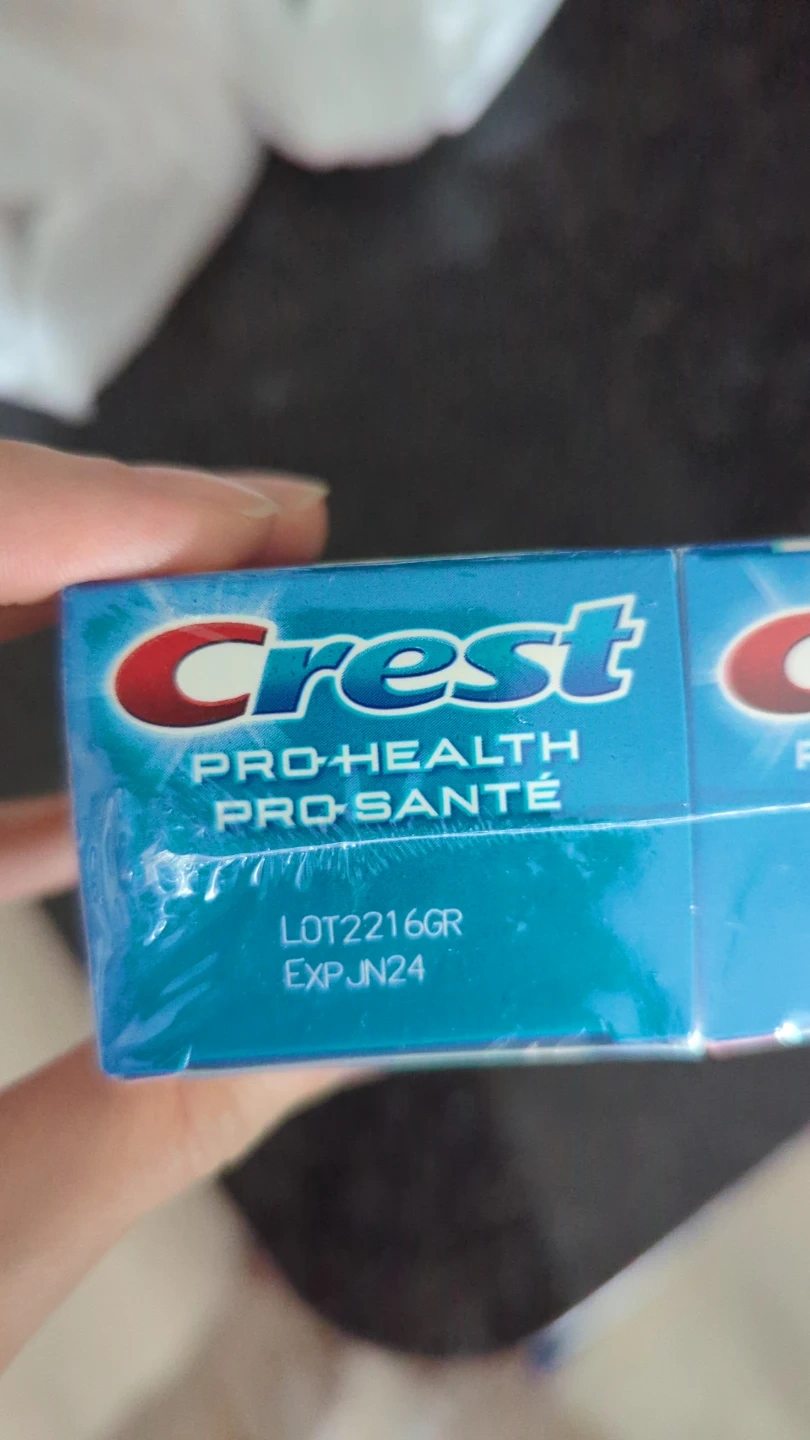 Crest
PRO-HEALTH
PRO-SANTÉ
LOT2216GR
EXPJN24